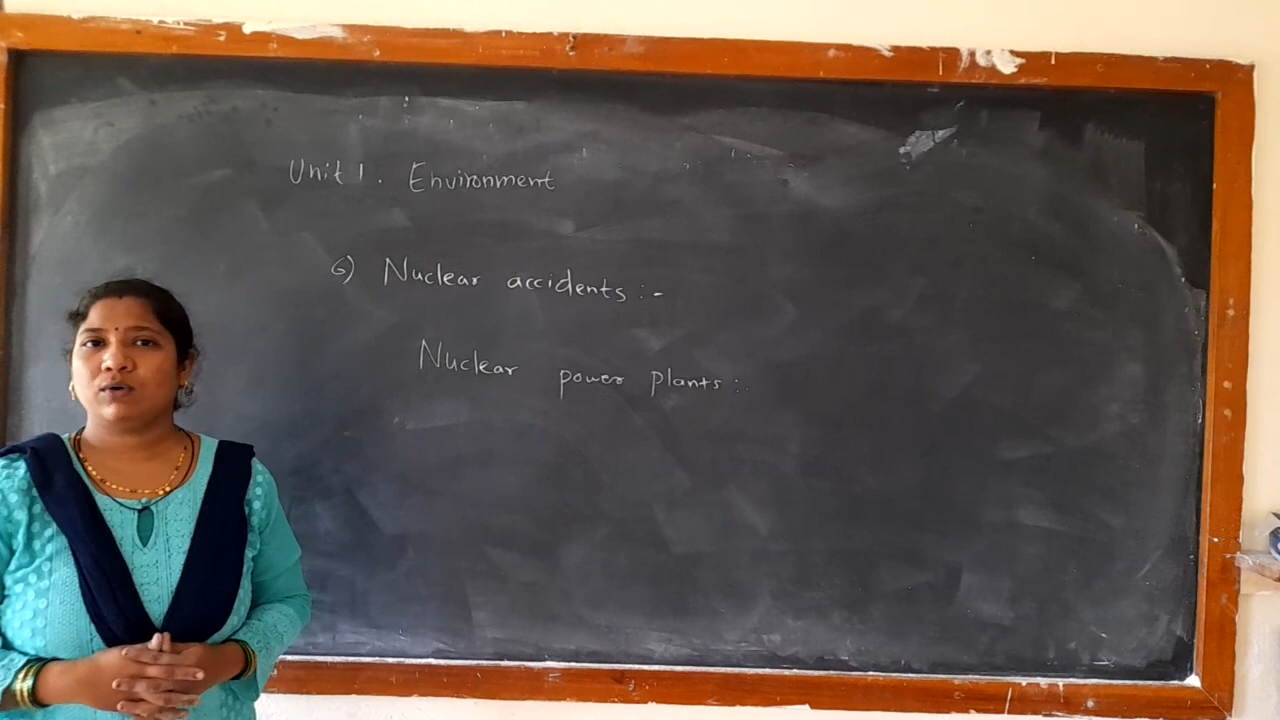 Unit 1. Environment
6) Nuclear accidents :-
Nuclear power plants :-